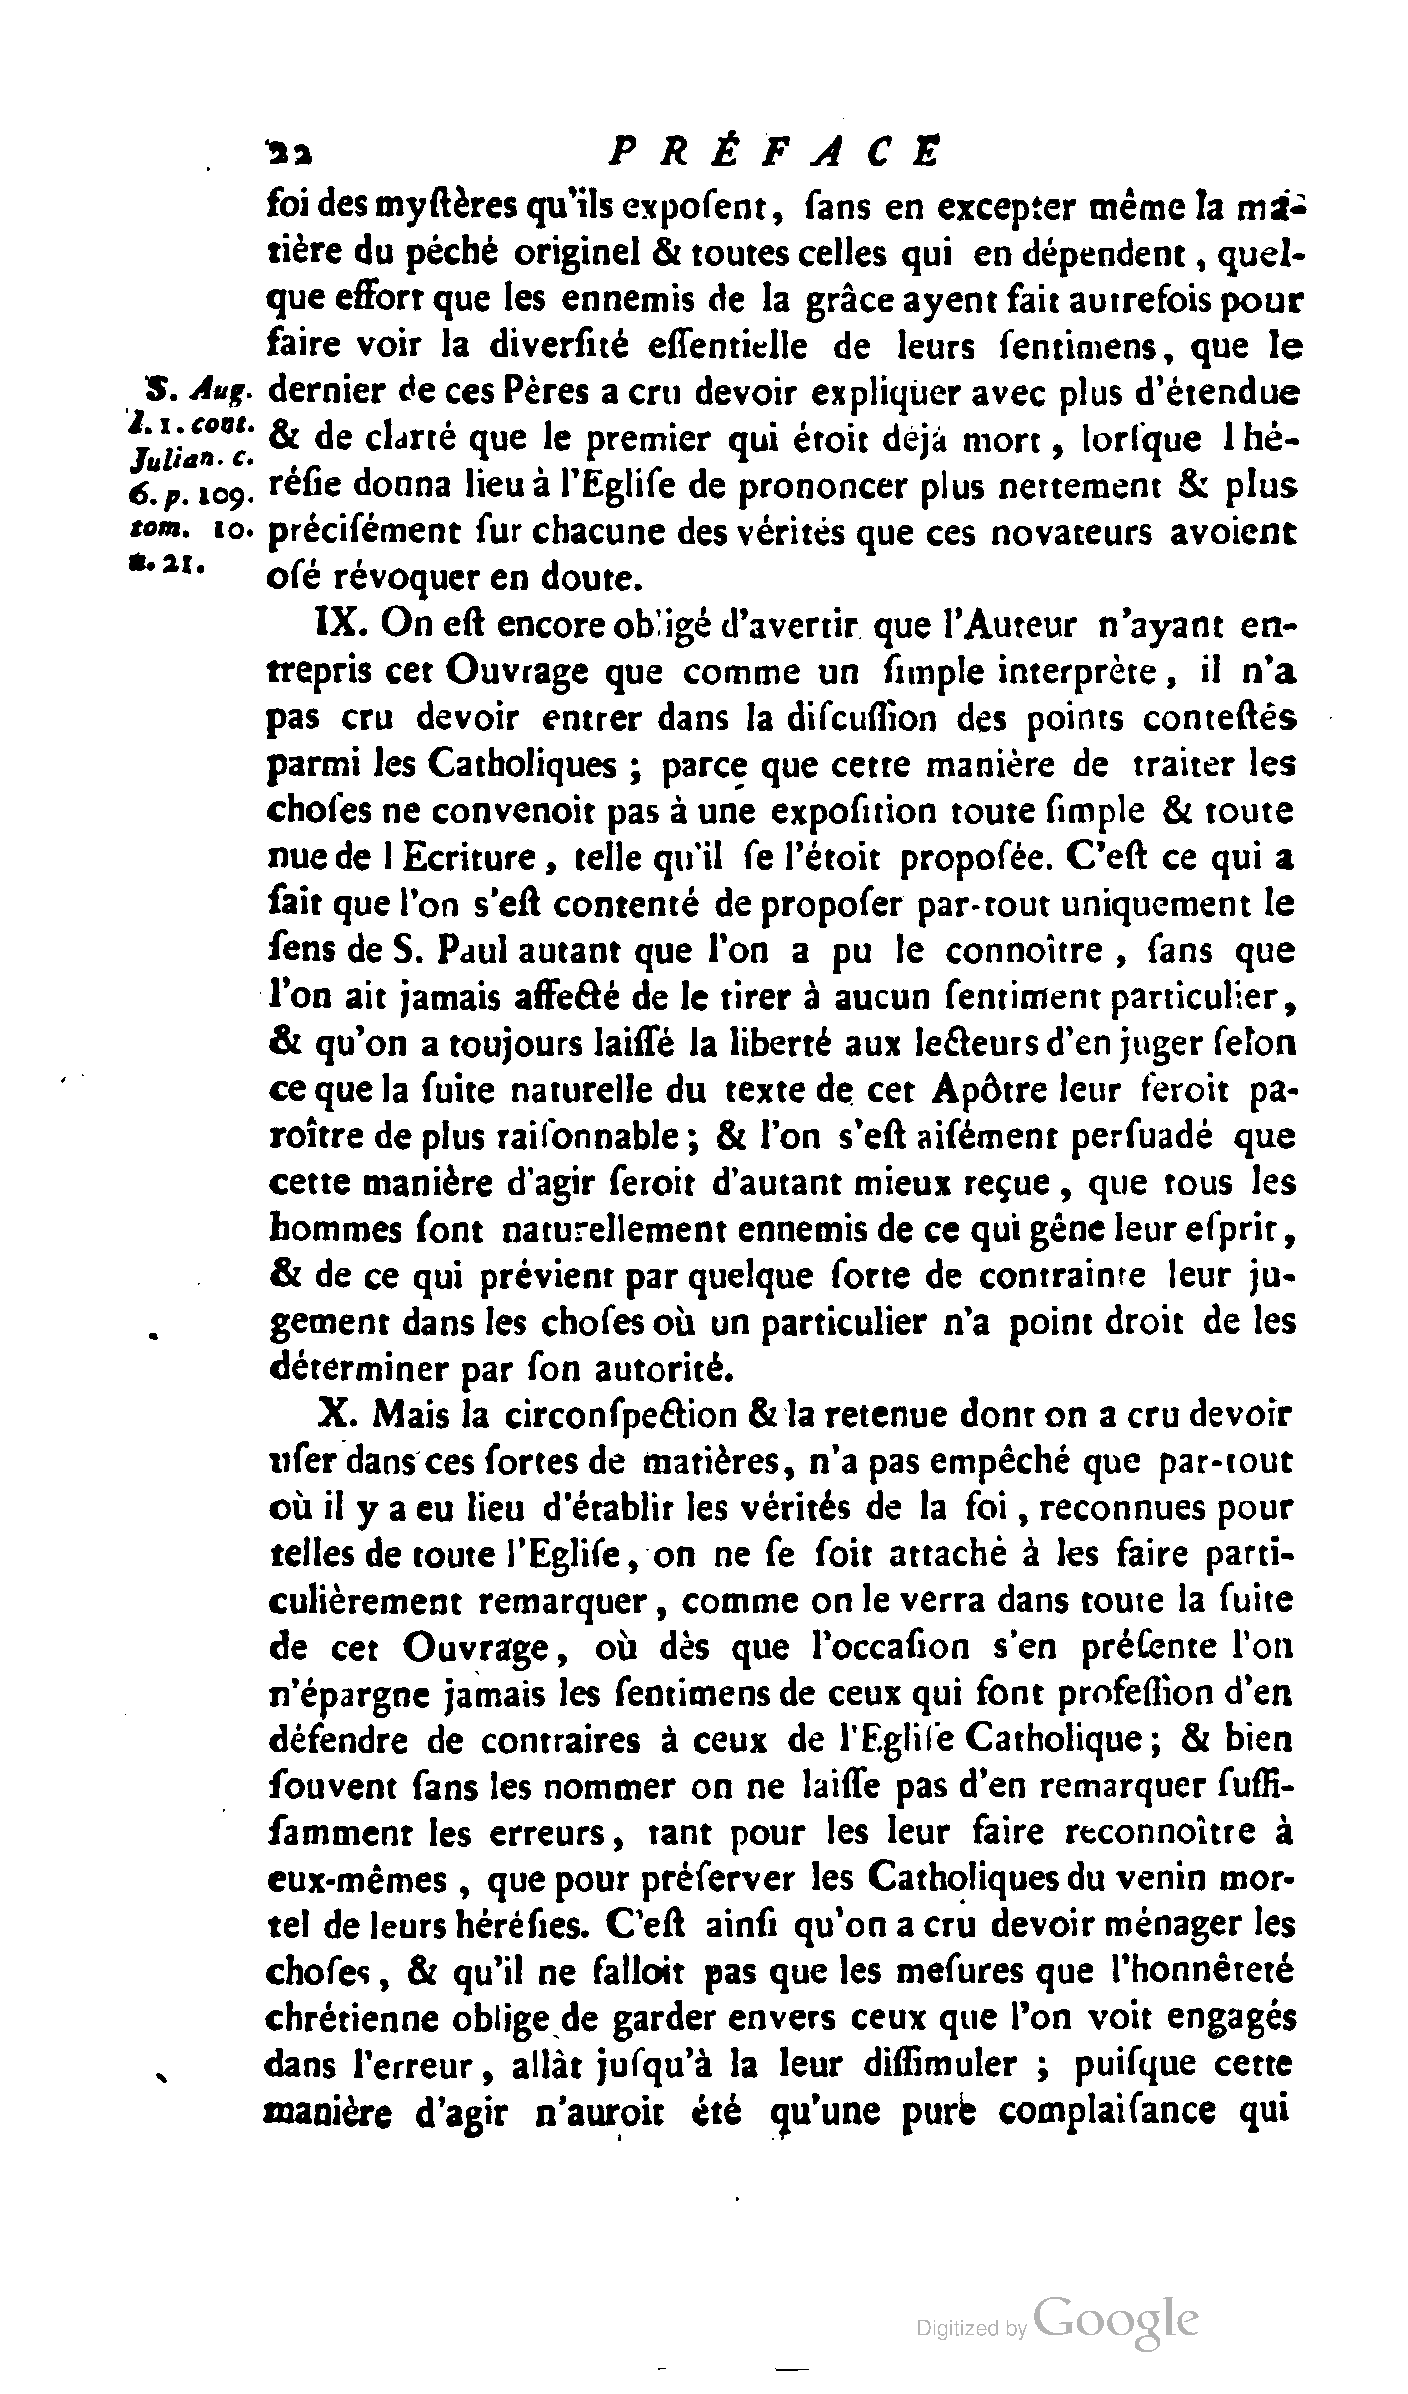 22 PRÉFACE
foi des myſtères qu'ils expoſent, ſans en excepter même la ma-
tière du péché originel & toutes celles qui en dépendent, quel-
que effort que les ennemis de la grâce ayent fait autrefois pour
faire voir la diverſité eſſentielle de leurs ſentimens, que le
dernier de ces Pères a cru devoir expliquer avec plus d'étendue
& de clarté que le premier qui étoit déjà mort, lorſque l hé-
réſie donna lieu à l'Egliſe de prononcer plus nettement & plus
préciſément ſur chacune des vérités que ces novateurs avoient
oſé révoquer en doute.
S. Aug.
l. 1. cont.
Julian. c.
6. p. 109.
tom. 10.
n. 21.
IX. On eſt encore obligé d'avertir que l'Auteur n'ayant en-
trepris cet Ouvrage que comme un ſimple interprète, il n'a
pas cru devoir entrer dans la diſcuſſion des points conteſtés
parmi les Catholiques ; parce que cette manière de traiter les
choſes ne convenoit pas à une expoſition toute ſimple & toute
nue de l Ecriture, telle qu'il ſe l'étoit propoſée. C'eſt ce qui a
fait que l'on s'eſt contenté de propoſer par-tout uniquement le
ſens de S. Paul autant que l'on a pu le connoître, ſans que
l'on ait jamais affecté de le tirer à aucun ſentiment particulier,
& qu'on a toujours laiſſé la liberté aux lecteurs d'en juger ſelon
ce que la ſuite naturelle du texte de cet Apôtre leur feroit pa-
roître de plus raiſonnable ; & l'on s'eſt aiſément perſuadé que
cette manière d'agir ſeroit d'autant mieux reçue, que tous les
hommes ſont naturellement ennemis de ce qui gêne leur eſprit,
& de ce qui prévient par quelque ſorte de contrainte leur ju-
gement dans les choſes où un particulier n'a point droit de les
déterminer par ſon autorité.
X. Mais la circonſpection & la retenue dont on a cru devoir
uſer dans ces ſortes de matières, n'a pas empêché que par-tout
où il y a eu lieu d'établir les vérités de la foi, reconnues pour
telles de toute l'Egliſe, on ne ſe ſoit attaché à les faire parti-
culièrement remarquer, comme on le verra dans toute la ſuite
de cet Ouvrage, où dès que l'occaſion s'en préſente l'on
n'épargne jamais les ſentimens de ceux qui font profeſſion d'en
défendre de contraires à ceux de l'Egliſe Catholique ; & bien
ſouvent ſans les nommer on ne laiſſe pas d'en remarquer ſuffi-
ſamment les erreurs, tant pour les leur faire reconnoître à
eux-mêmes, que pour préſerver les Catholiques du venin mor-
tel de leurs héréſies. C'eſt ainſi qu'on a cru devoir ménager les
choſes, & qu'il ne falloit pas que les meſures que l'honnêteté
chrétienne oblige de garder envers ceux que l'on voit engagés
dans l'erreur, allât juſqu'à la leur diſſimuler ; puiſque cette
manière d'agir n'auroit été qu'une pure complaiſance qui
Digitized by Google